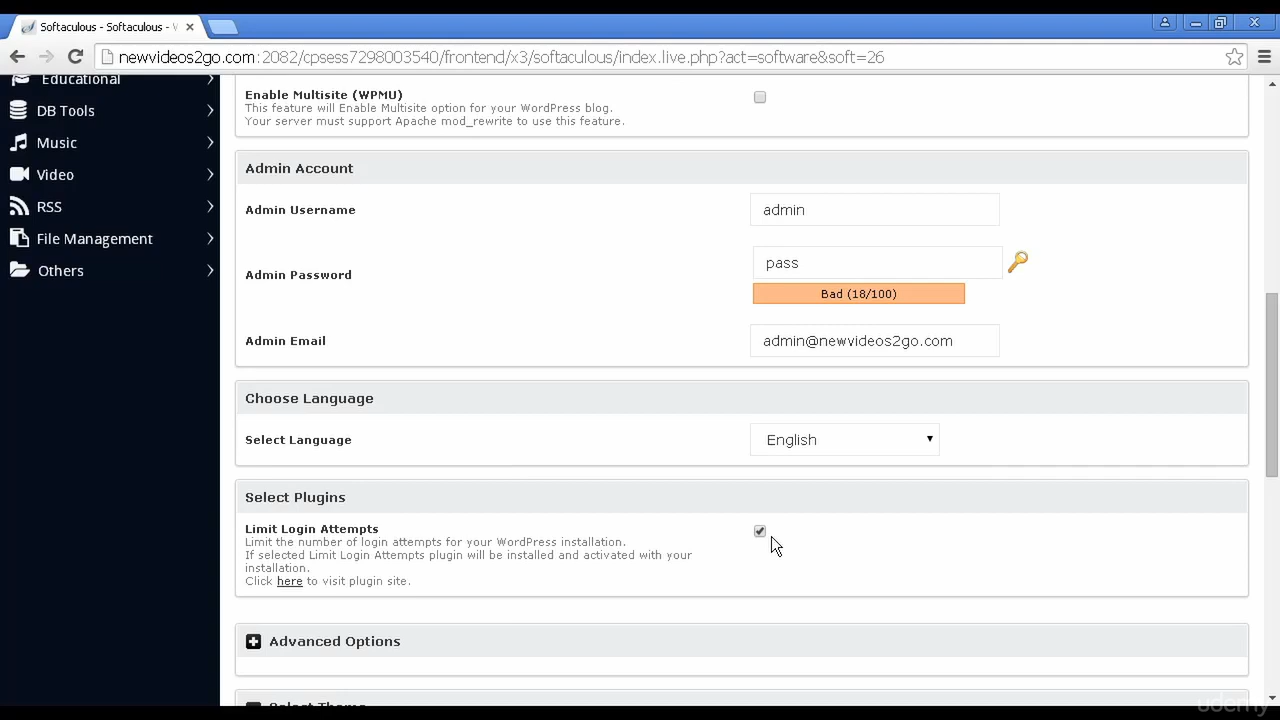 Softaculous - Softaculous - W
newvideos2go.com:2082/cpsess7298003540/frontend/x3/softaculous/index.live.php?act=software&soft=26
Educational
DB Tools
Music
Video
RSS
File Management
Others
Enable Multisite (WPMU)
This feature will Enable Multisite option for your WordPress blog.
Your server must support Apache mod_rewrite to use this feature.
Admin Account
Admin Username
admin
Admin Password
pass
Bad (18/100)
Admin Email
admin@newvideos2go.com
Choose Language
Select Language
English
Select Plugins
Limit Login Attempts
Limit the number of login attempts for your WordPress installation.
If selected Limit Login Attempts plugin will be installed and activated with your
installation.
Click here to visit plugin site.
Advanced Options
Select Theme
udemy